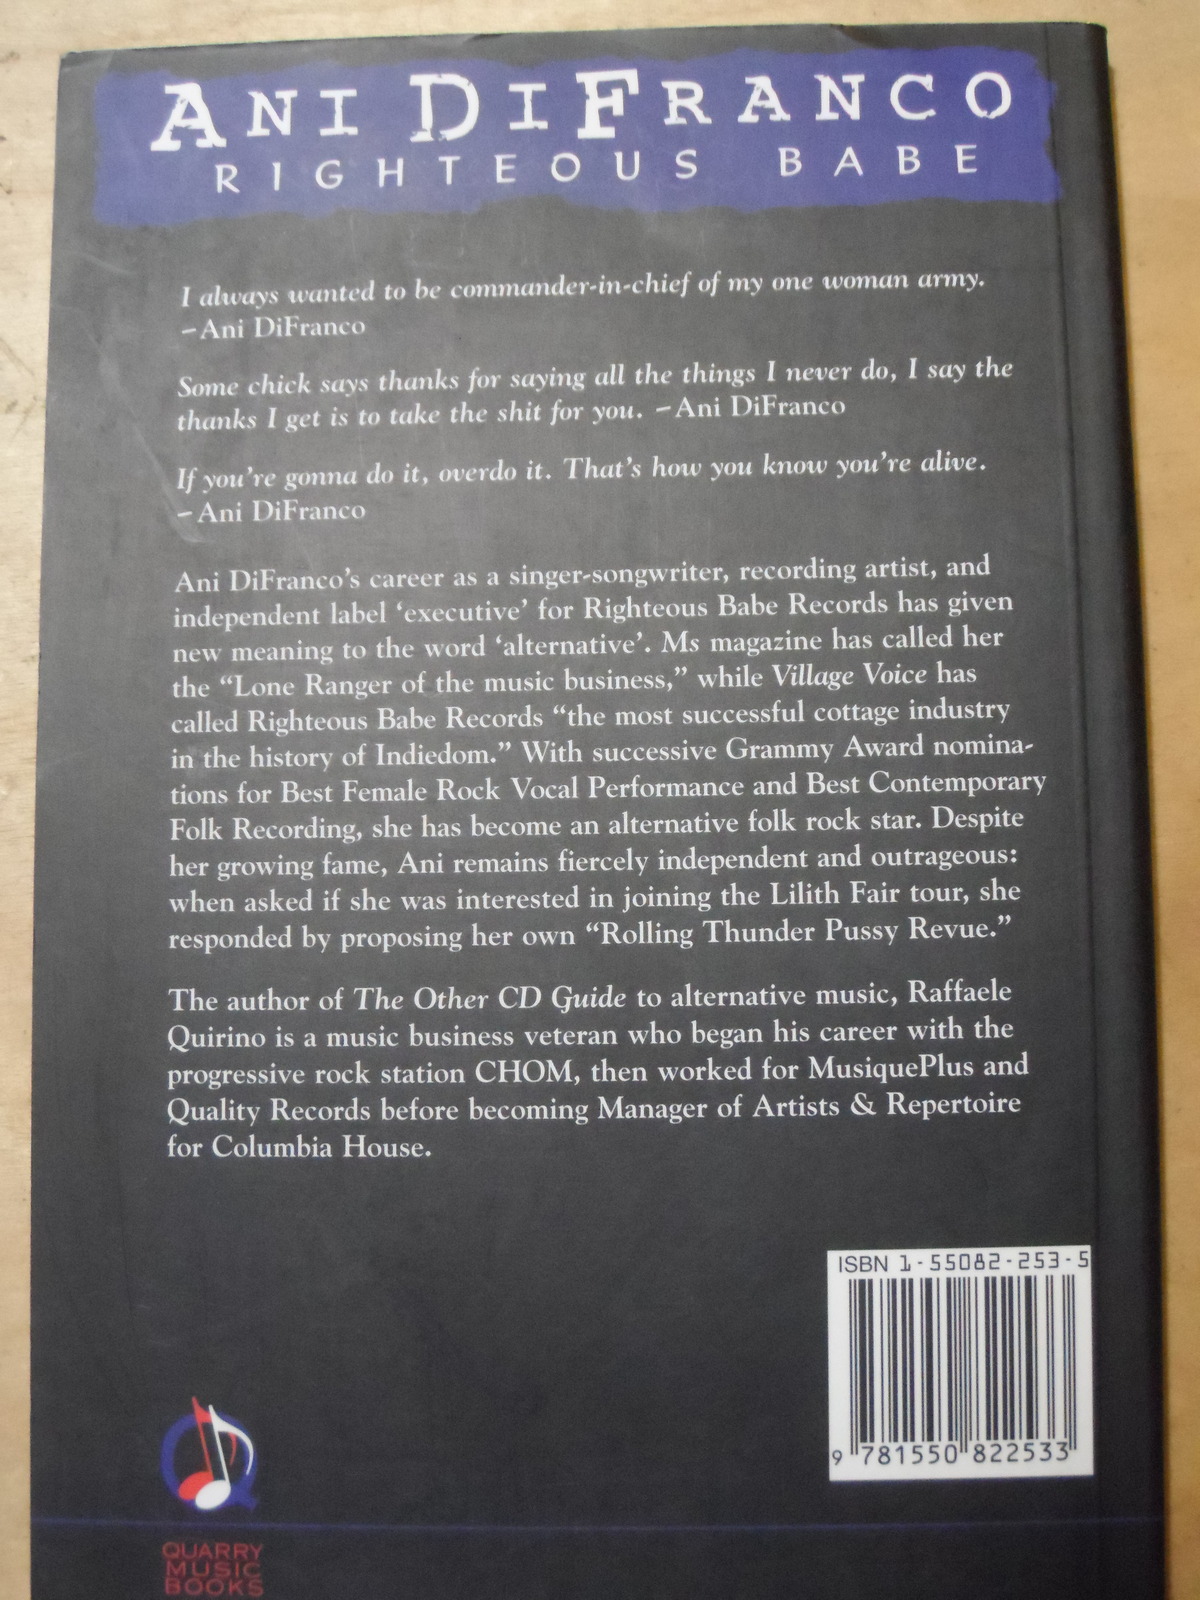 ANI DIFRANCO
RIGHTEOUS BABE
I always wanted to be commander-in-chief of my one woman army.
–Ani DiFranco
Some chick says thanks for saying all the things I never do, I say the
thanks I get is to take the shit for you. –Ani DiFranco
If you're gonna do it, overdo it. That's how you know you're alive.
–Ani DiFranco
Ani DiFranco's career as a singer-songwriter, recording artist, and
independent label ‘executive’ for Righteous Babe Records has given
new meaning to the word ‘alternative’. Ms magazine has called her
the “Lone Ranger of the music business,” while Village Voice has
called Righteous Babe Records “the most successful cottage industry
in the history of Indiedom.” With successive Grammy Award nomina-
tions for Best Female Rock Vocal Performance and Best Contemporary
Folk Recording, she has become an alternative folk rock star. Despite
her growing fame, Ani remains fiercely independent and outrageous:
when asked if she was interested in joining the Lilith Fair tour, she
responded by proposing her own “Rolling Thunder Pussy Revue.”
The author of The Other CD Guide to alternative music, Raffaele
Quirino is a music business veteran who began his career with the
progressive rock station CHOM, then worked for MusiquePlus and
Quality Records before becoming Manager of Artists & Repertoire
for Columbia House.
ISBN 1-55082-253-5
9 781550 822533
QUARRY
MUSIC
BOOKS